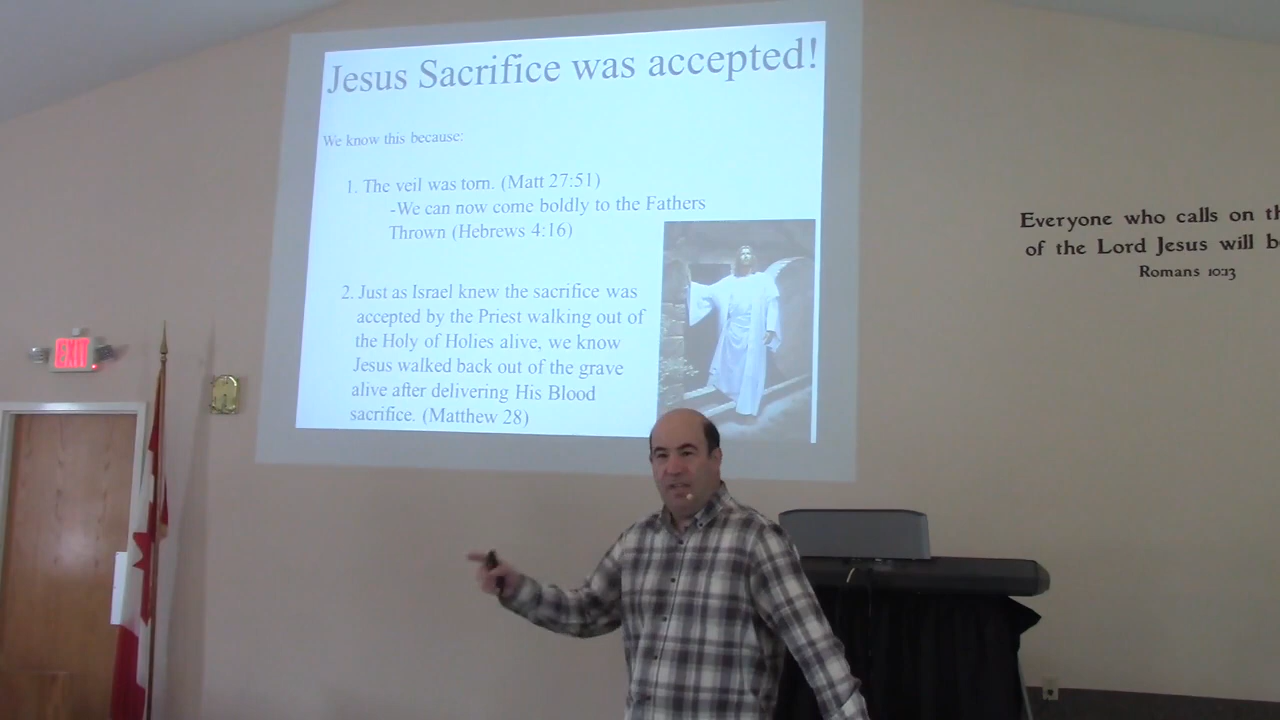 Jesus Sacrifice was accepted!
We know this because:
1. The veil was torn. (Matt 27:51)
-We can now come boldly to the Fathers
Thrown (Hebrews 4:16)
2. Just as Israel knew the sacrifice was
accepted by the Priest walking out of
the Holy of Holies alive, we know
Jesus walked back out of the grave
alive after delivering His Blood
sacrifice. (Matthew 28)
Everyone who calls on
of the Lord Jesus will
Romans 10:13
EXIT